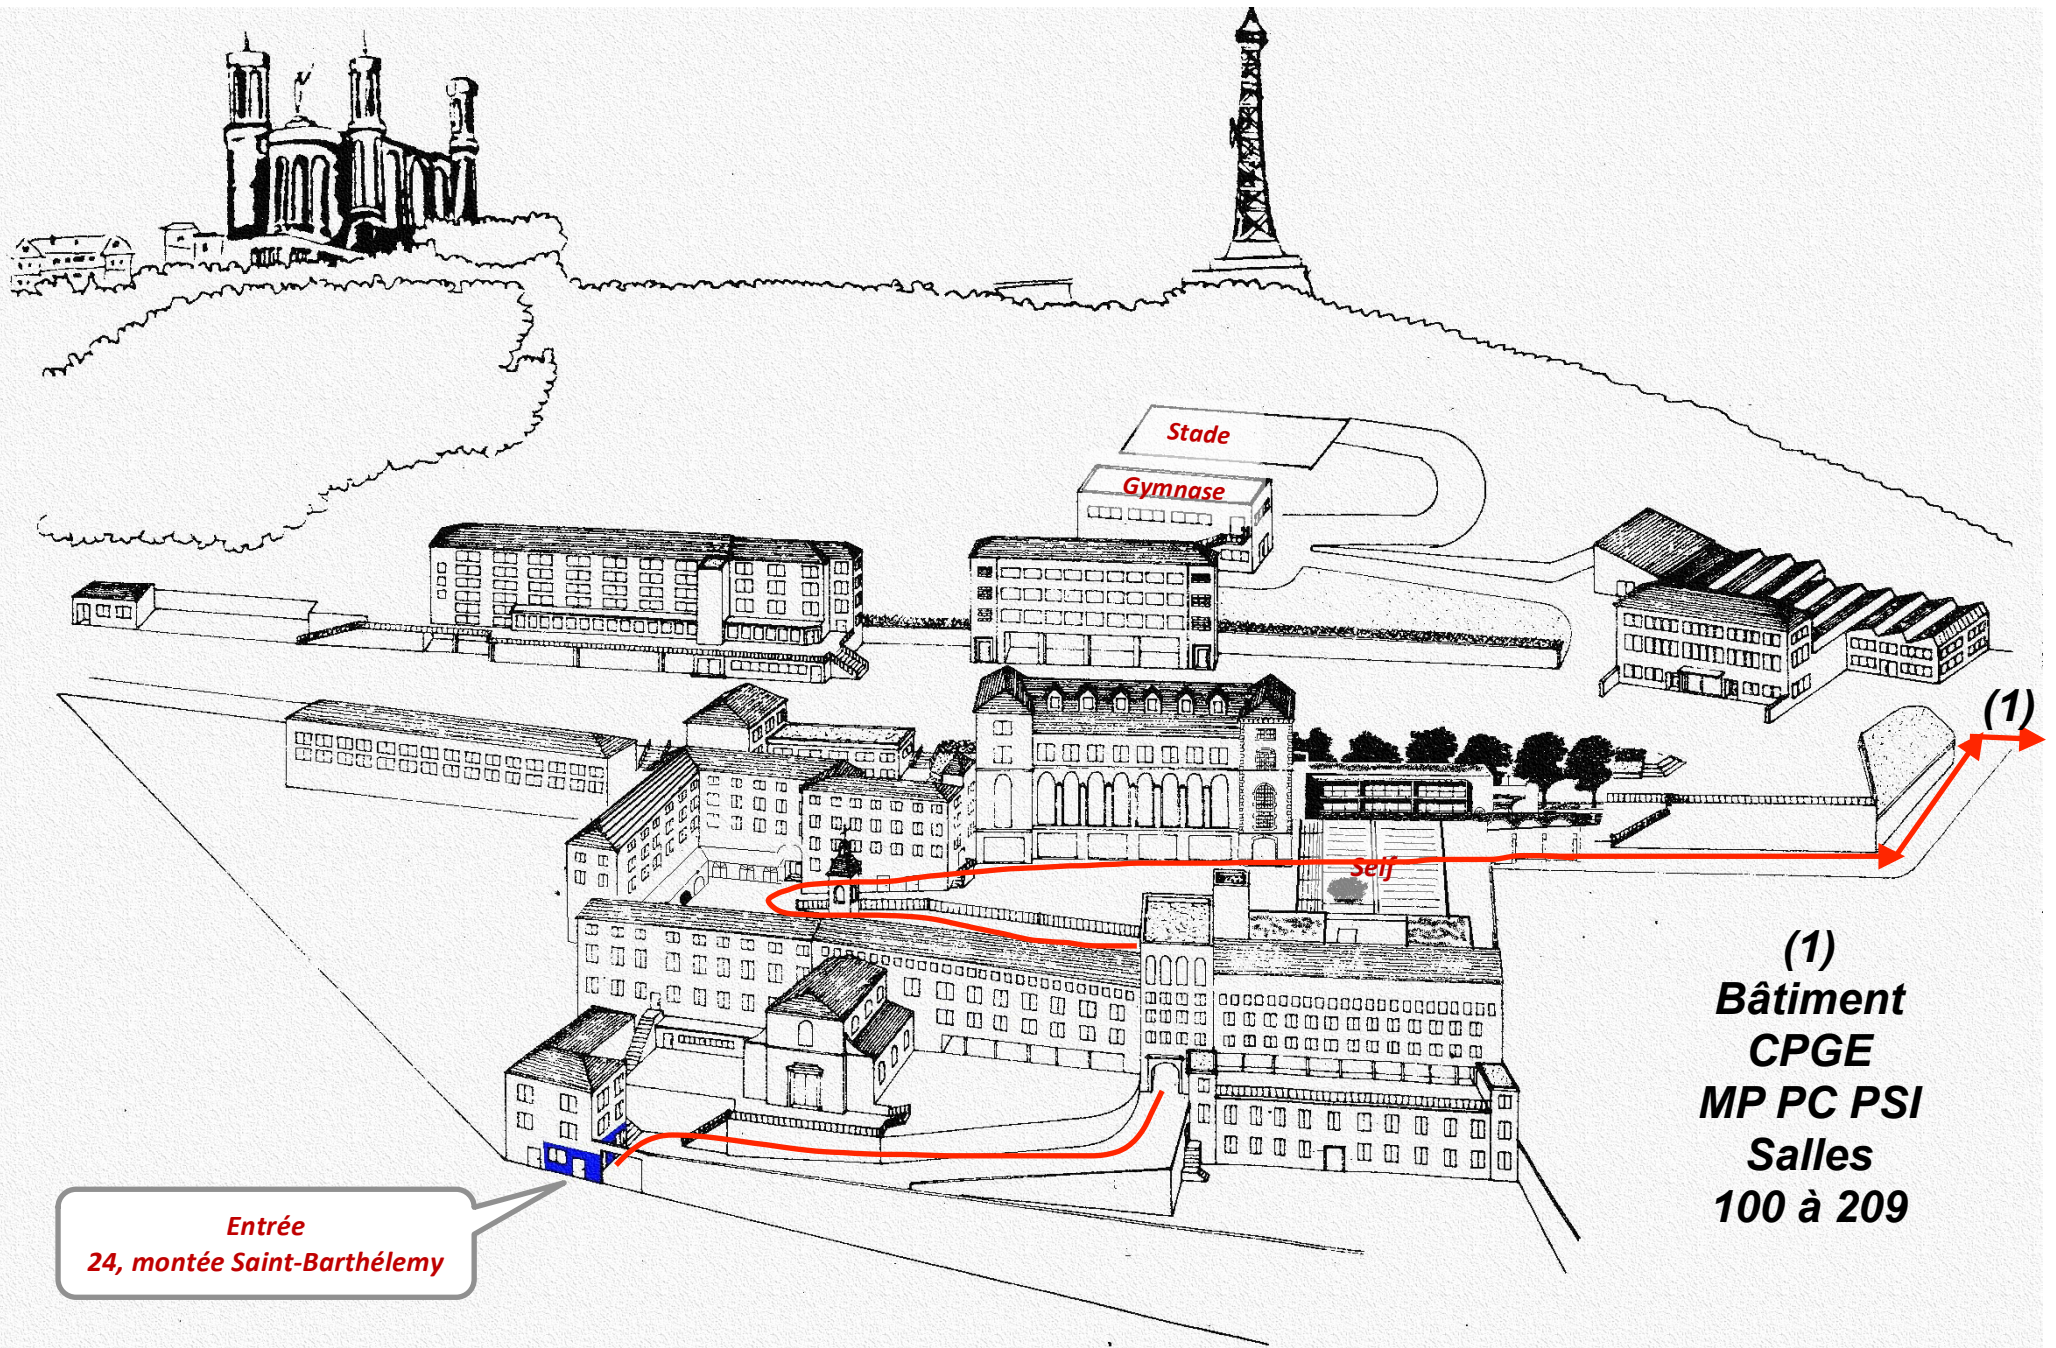 Stade
Gymnase
(1)
Self
(1)
Bâtiment
CPGE
MP PC PSI
Salles
100 à 209
Entrée
24, montée Saint-Barthélemy